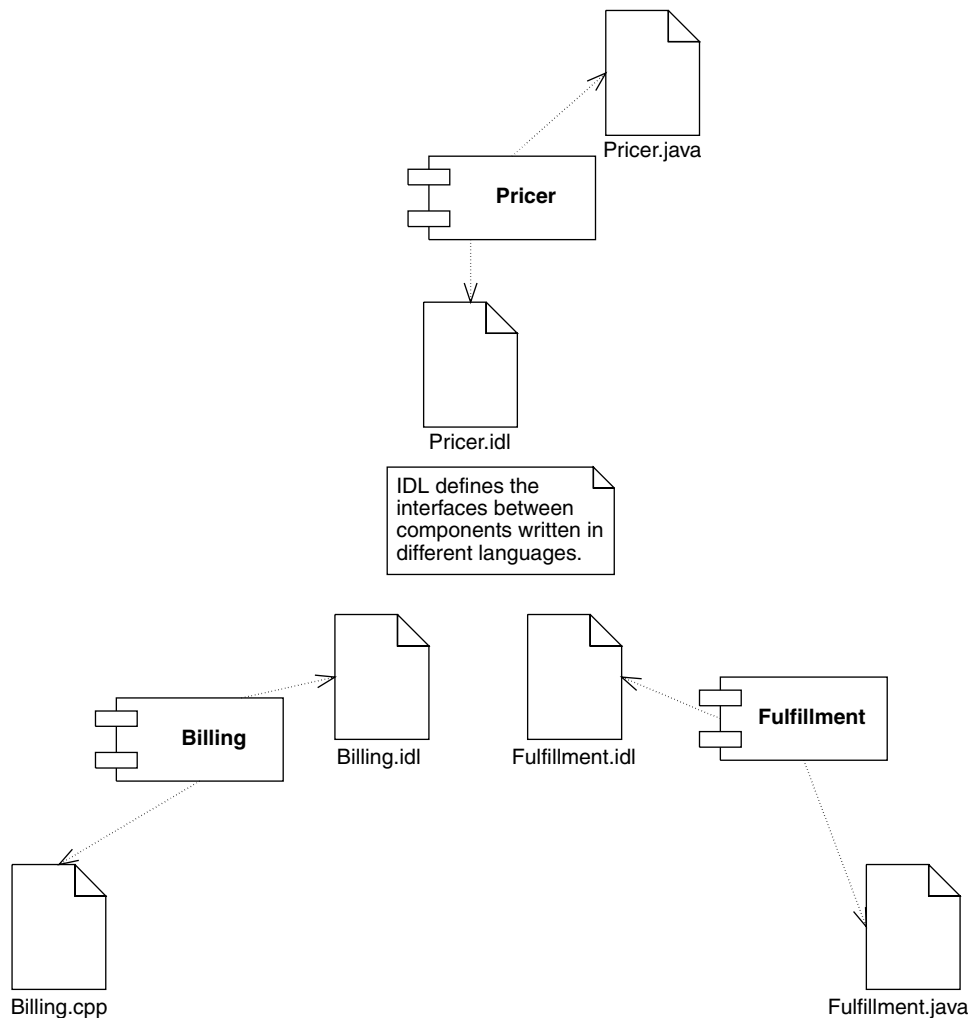 Pricer.java
Pricer
Pricer.idl
IDL defines the
interfaces between
components written in
different languages.
Billing
Billing.idl
Fulfillment.idl
Fulfillment
Billing.cpp
Fulfillment.java